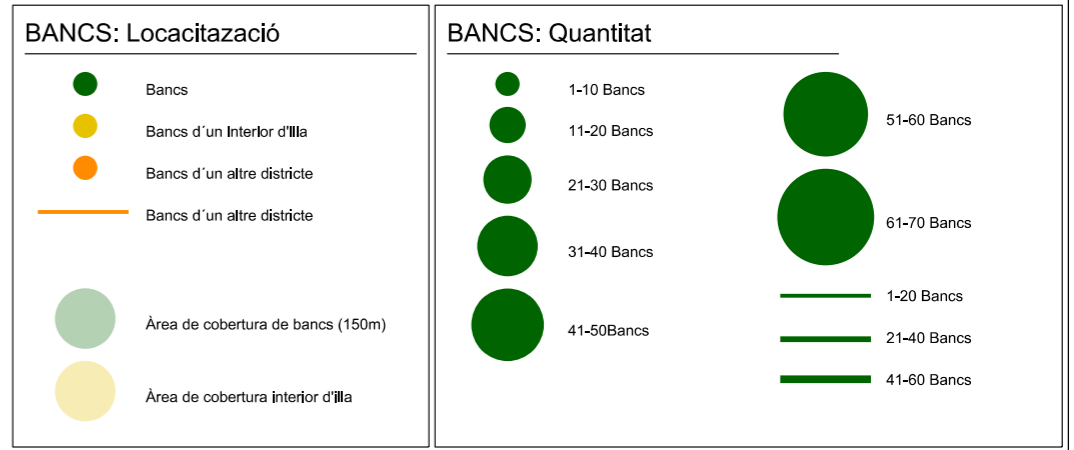 BANCS: Locacitazació
Bancs
Bancs d´un Interior d'Illa
Bancs d´un altre districte
Bancs d´un altre districte
Àrea de cobertura de bancs (150m)
Àrea de cobertura interior d'illa
BANCS: Quantitat
1-10 Bancs
11-20 Bancs
21-30 Bancs
31-40 Bancs
41-50Bancs
51-60 Bancs
61-70 Bancs
1-20 Bancs
21-40 Bancs
41-60 Bancs